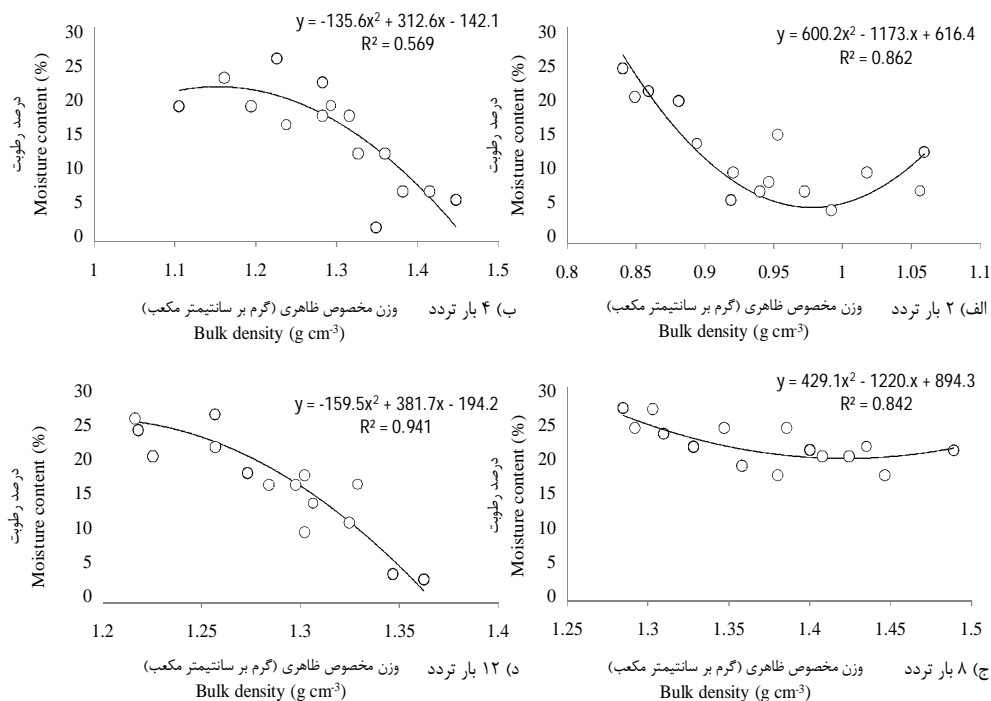 y = 600.2x² - 1173.x + 616.4
R² = 0.862
درصد رطوبت
Moisture content (%)
30
25
20
15
10
5
0
0.8 0.85 0.9 0.95 1 1.05 1.1
الف) ۲ بار تردد وزن مخصوص ظاهری (گرم بر سانتیمتر مکعب)
Bulk density (g cm-³)
y = -135.6x² + 312.6x - 142.1
R² = 0.569
درصد رطوبت
Moisture content (%)
30
25
20
15
10
5
0
1 1.1 1.2 1.3 1.4 1.5
ب) ۴ بار تردد وزن مخصوص ظاهری (گرم بر سانتیمتر مکعب)
Bulk density (g cm-³)
y = 429.1x² - 1220.x + 894.3
R² = 0.842
درصد رطوبت
Moisture content (%)
30
25
20
15
10
5
0
1.25 1.3 1.35 1.4 1.45 1.5
ج) ۸ بار تردد وزن مخصوص ظاهری (گرم بر سانتیمتر مکعب)
Bulk density (g cm-³)
y = -159.5x² + 381.7x - 194.2
R² = 0.941
درصد رطوبت
Moisture content (%)
30
25
20
15
10
5
0
1.2 1.25 1.3 1.35 1.4
د) ۱۲ بار تردد وزن مخصوص ظاهری (گرم بر سانتیمتر مکعب)
Bulk density (g cm-³)